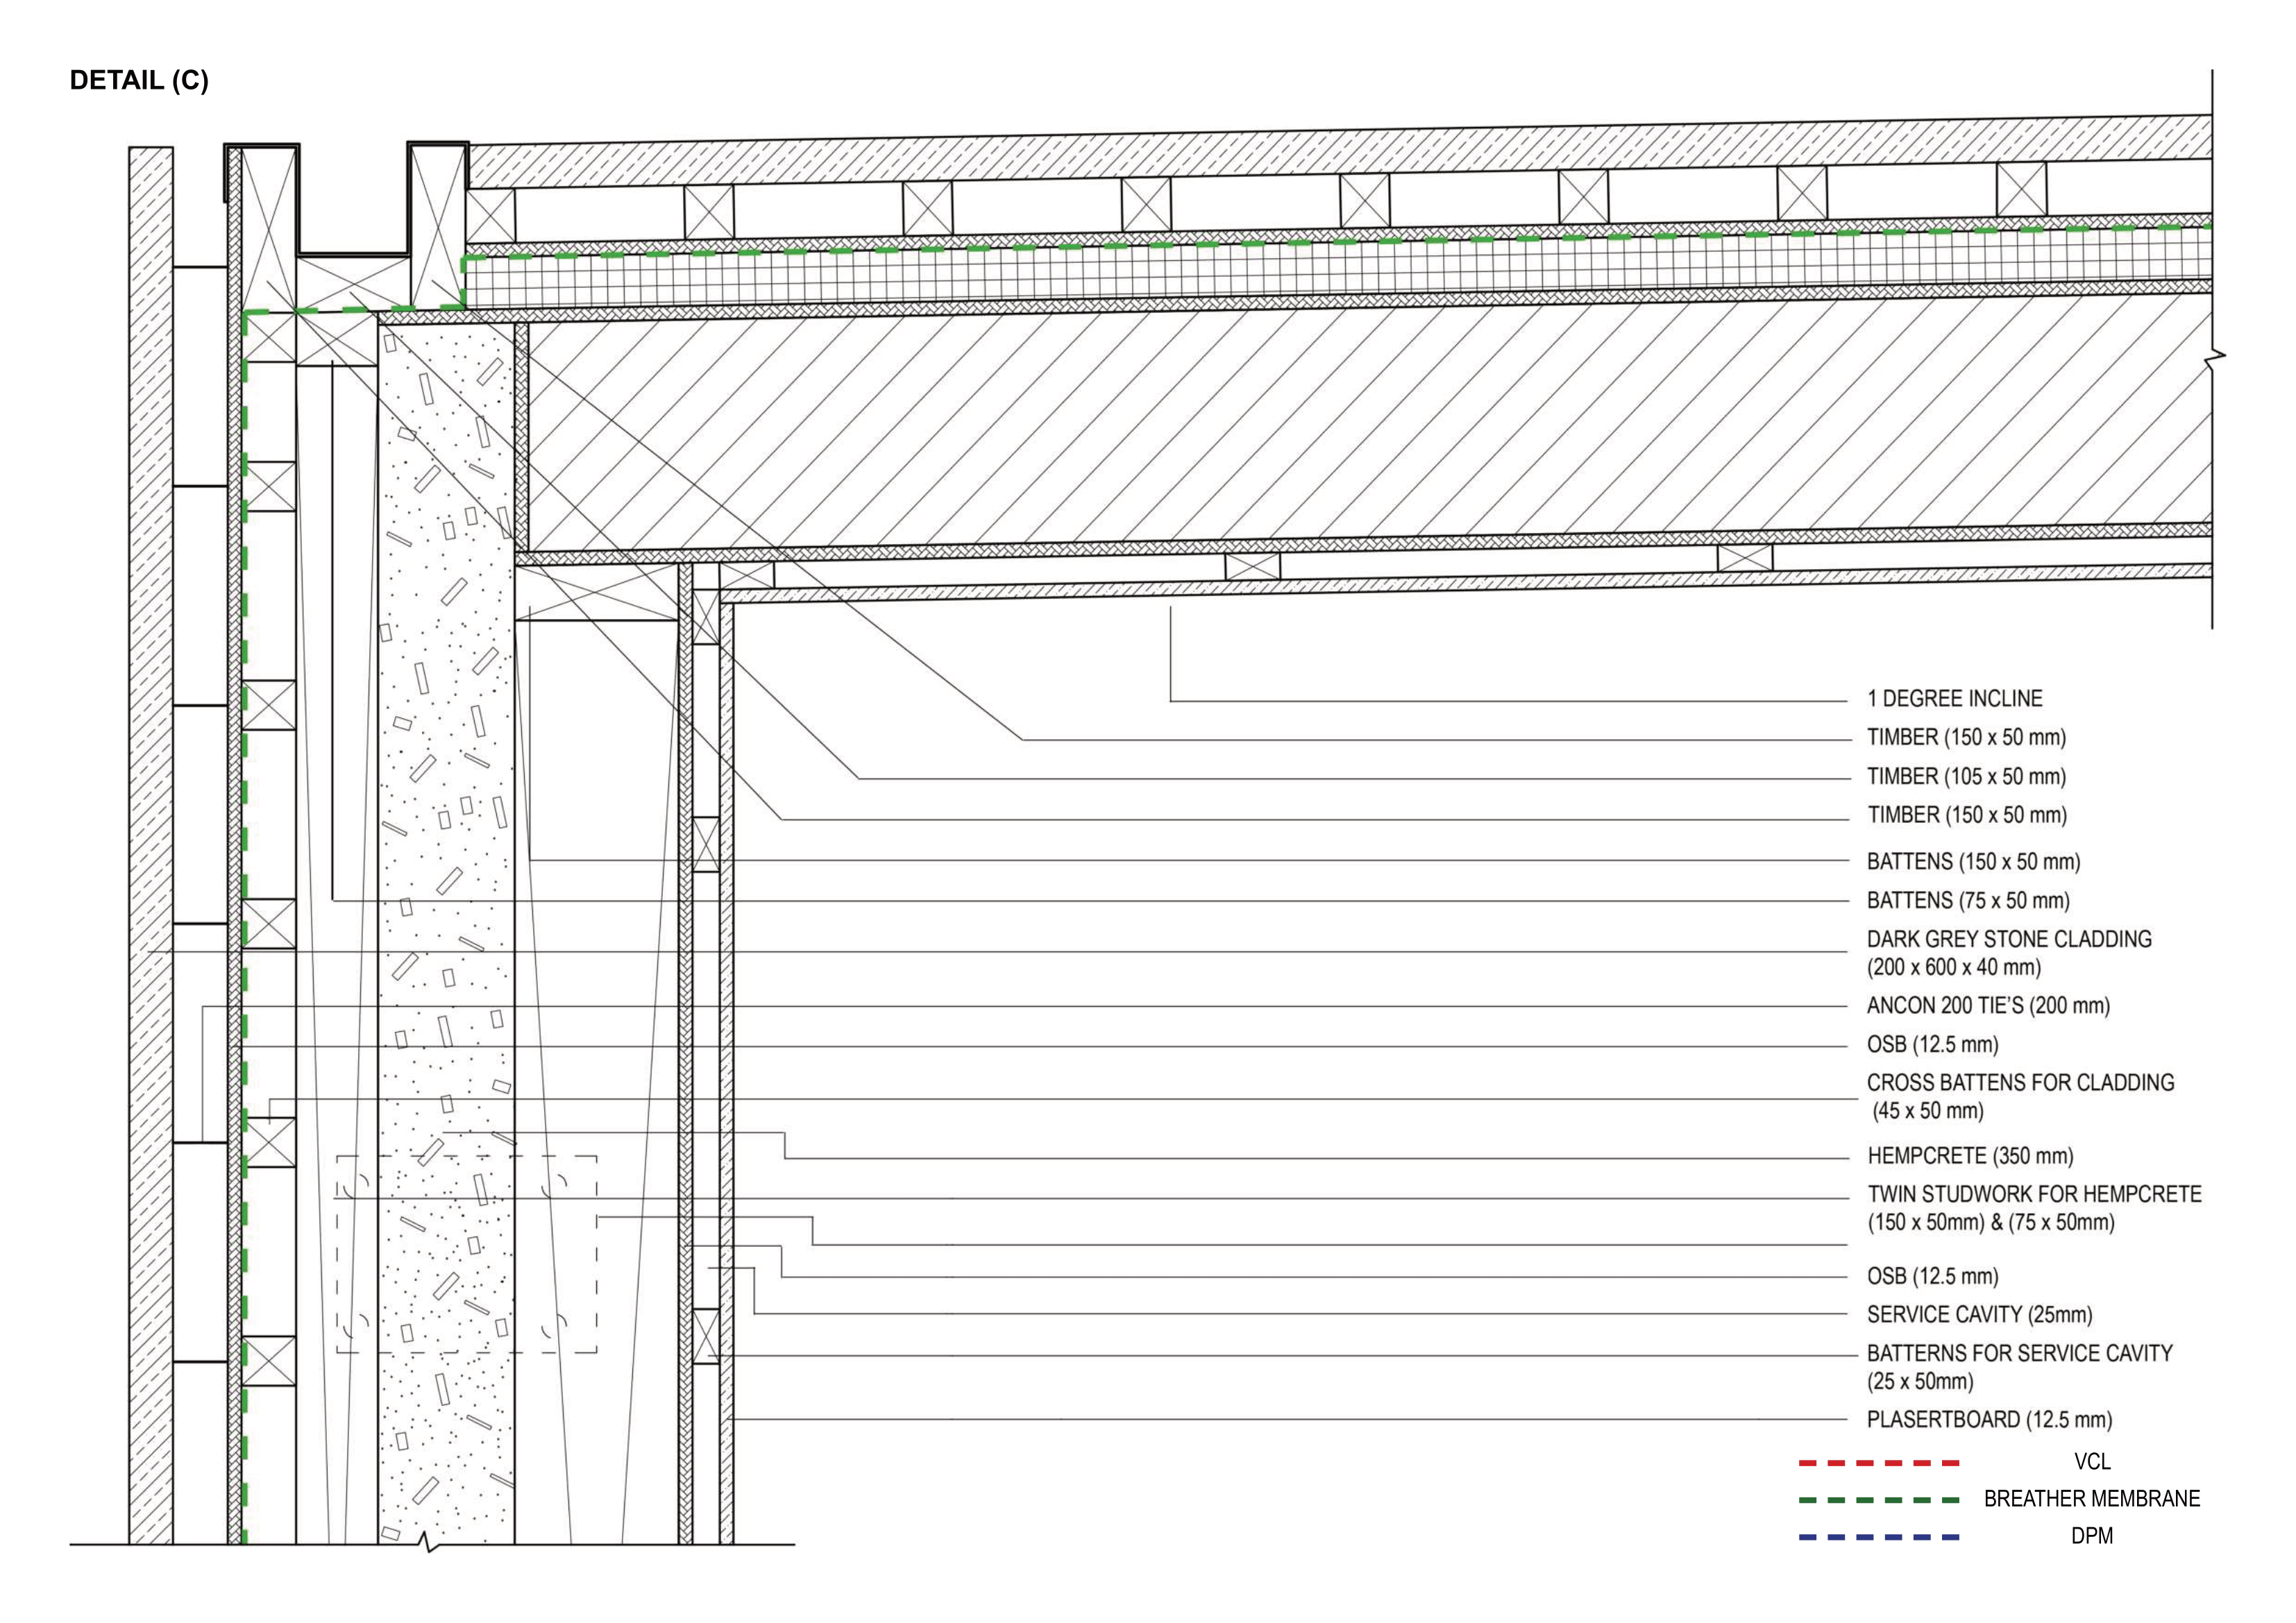 DETAIL (C)
1 DEGREE INCLINE
TIMBER (150 x 50 mm)
TIMBER (105 x 50 mm)
TIMBER (150 x 50 mm)
BATTENS (150 x 50 mm)
BATTENS (75 x 50 mm)
DARK GREY STONE CLADDING
(200 x 600 x 40 mm)
ANCON 200 TIE'S (200 mm)
OSB (12.5 mm)
CROSS BATTENS FOR CLADDING
(45 x 50 mm)
HEMPCRETE (350 mm)
TWIN STUDWORK FOR HEMPCRETE
(150 x 50mm) & (75 x 50mm)
OSB (12.5 mm)
SERVICE CAVITY (25mm)
BATTERNS FOR SERVICE CAVITY
(25 x 50mm)
PLASERTBOARD (12.5 mm)
VCL
BREATHER MEMBRANE
DPM